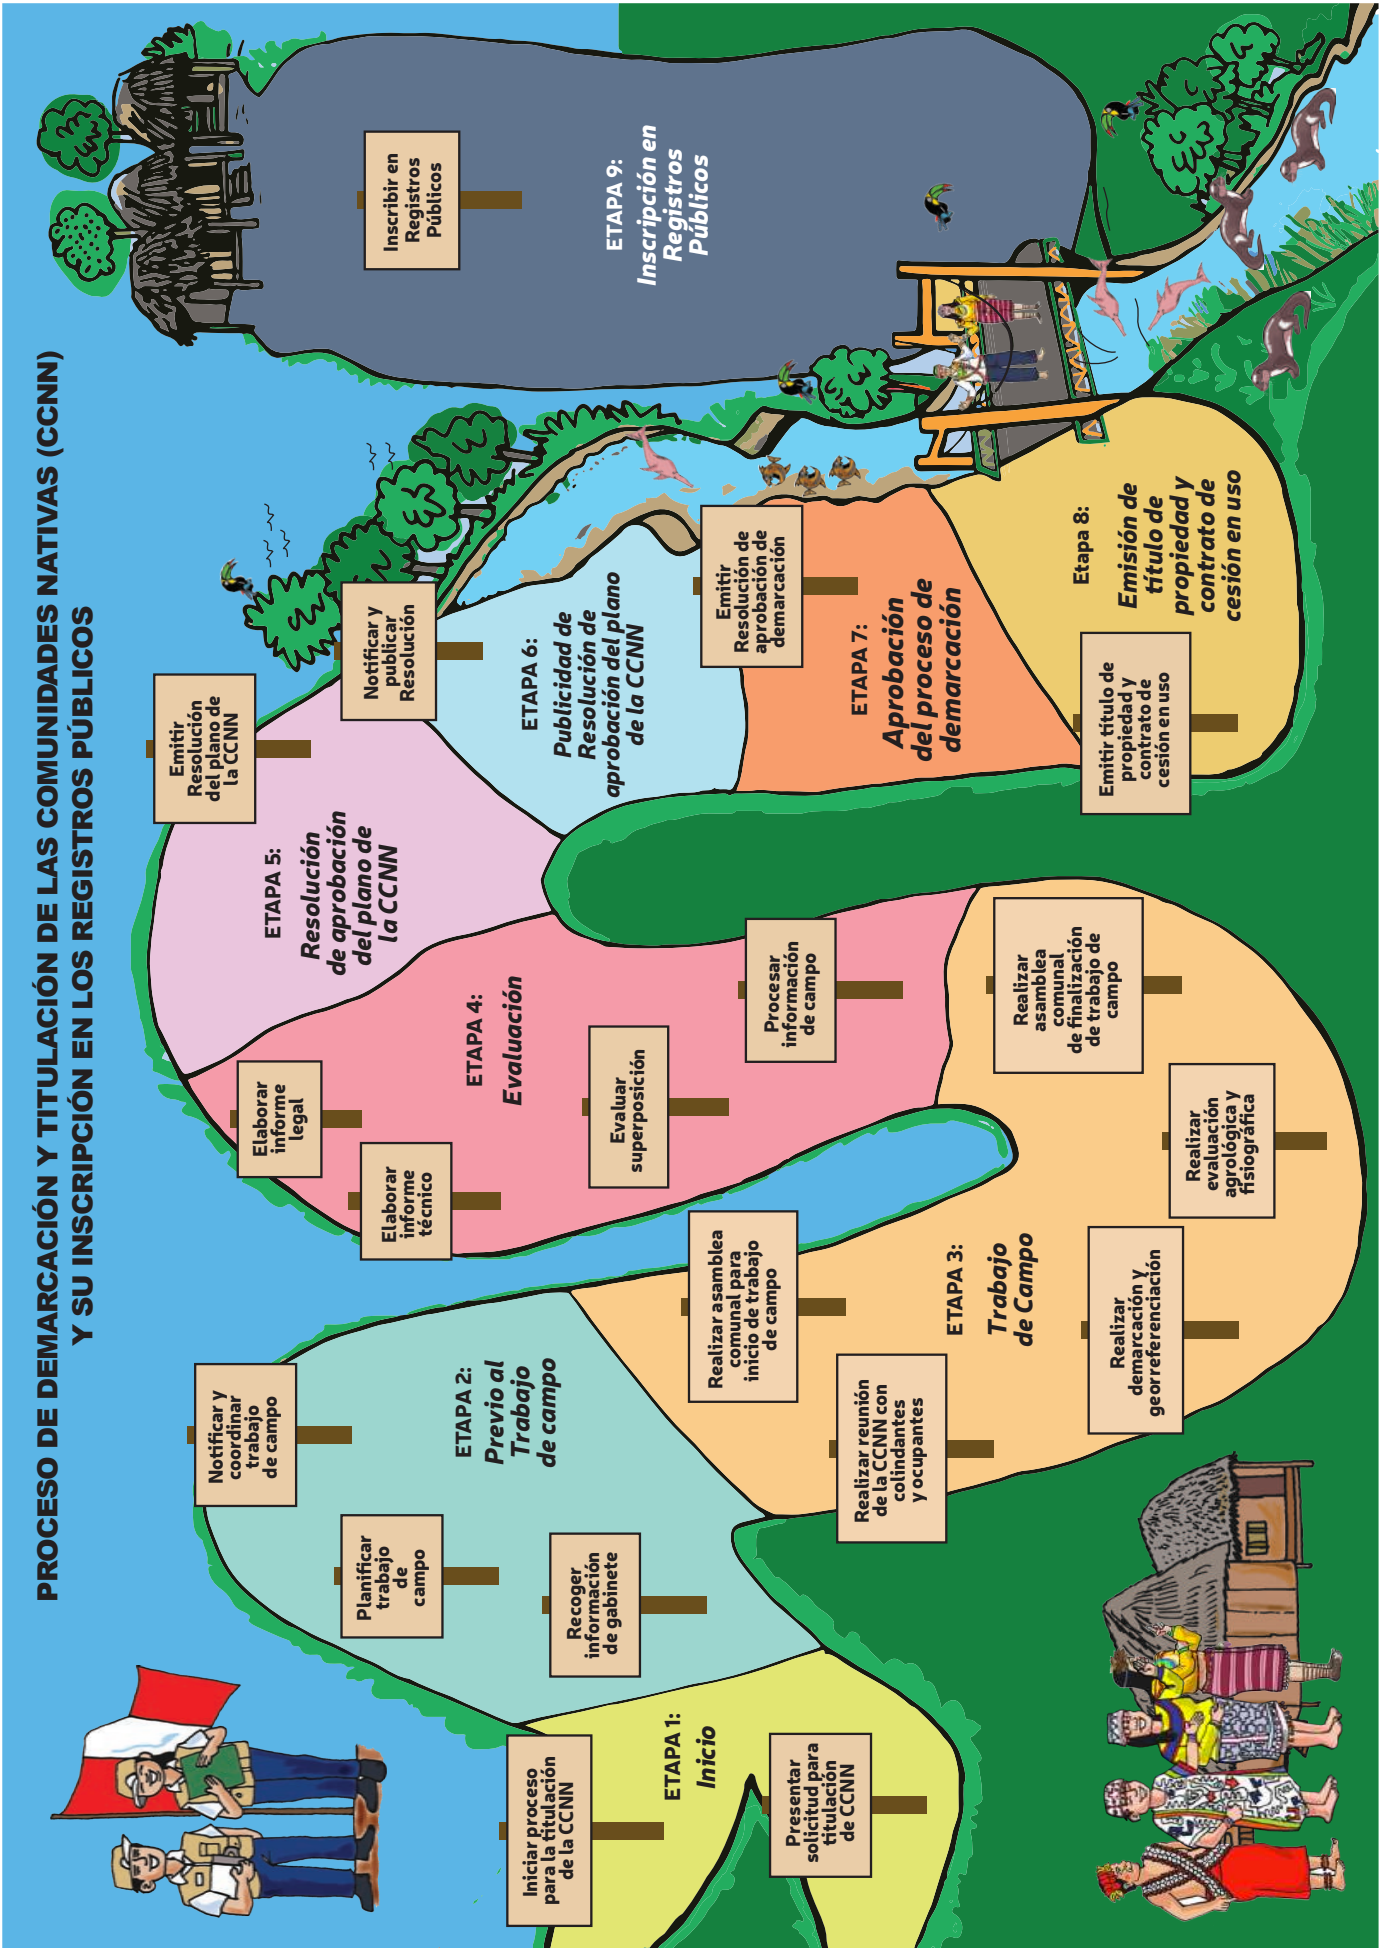 PROCESO DE DEMARCACIÓN Y TITULACIÓN DE LAS COMUNIDADES NATIVAS (CCNN)
Y SU INSCRIPCIÓN EN LOS REGISTROS PÚBLICOS
ETAPA 1:
Inicio
Iniciar proceso
para la titulación
de la CCNN
Presentar
solicitud para
titulación
de CCNN
ETAPA 2:
Previo al
Trabajo
de campo
Recoger
información
de gabinete
Planificar
trabajo
de
campo
Notificar y
coordinar
trabajo
de campo
ETAPA 3:
Trabajo
de Campo
Realizar asamblea
comunal para
inicio de trabajo
de campo
Realizar reunión
de la CCNN con
colindantes
y ocupantes
Realizar
demarcación y
georreferenciación
Realizar
evaluación
agrológica y
fisiográfica
Realizar
asamblea
comunal
de finalización
de trabajo de
campo
ETAPA 4:
Evaluación
Procesar
información
de campo
Evaluar
superposición
Elaborar
informe
técnico
Elaborar
informe
legal
ETAPA 5:
Resolución
de aprobación
del plano de
la CCNN
Emitir
Resolución
del plano de
la CCNN
ETAPA 6:
Publicidad de
Resolución de
aprobación del plano
de la CCNN
Notificar y
publicar
Resolución
ETAPA 7:
Aprobación
del proceso de
demarcación
Emitir
Resolución de
aprobación de
demarcación
Etapa 8:
Emisión de
título de
propiedad y
contrato de
cesión en uso
Emitir título de
propiedad y
contrato de
cesión en uso
ETAPA 9:
Inscripción en
Registros
Públicos
Inscribir en
Registros
Públicos